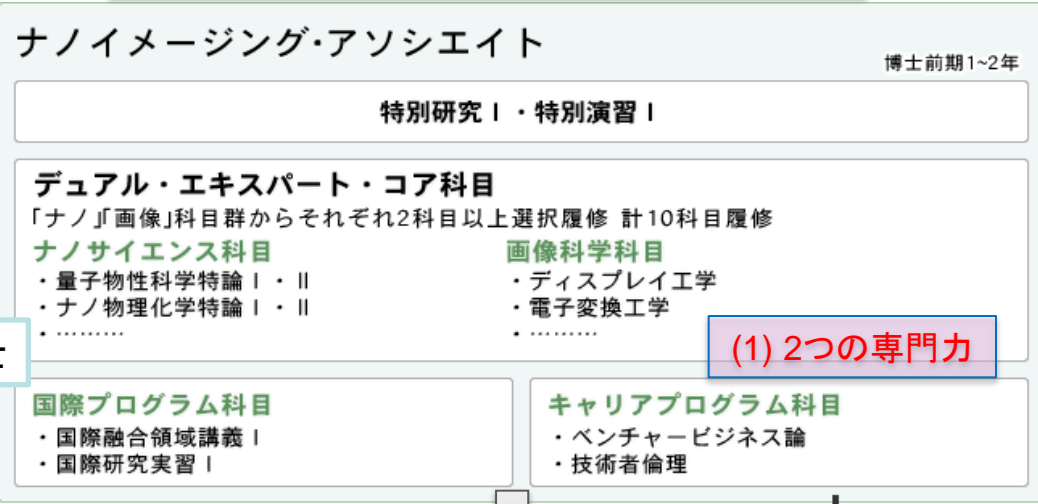 ナノイメージング・アソシエイト
博士前期1~2年
特別研究Ⅰ・特別演習Ⅰ
デュアル・エキスパート・コア科目
「ナノ」「画像」科目群からそれぞれ2科目以上選択履修 計10科目履修
ナノサイエンス科目
・量子物性科学特論Ⅰ・Ⅱ
・ナノ物理化学特論Ⅰ・Ⅱ
・………
画像科学科目
・ディスプレイ工学
・電子変換工学
・………
(1) 2つの専門力
国際プログラム科目
・国際融合領域講義Ⅰ
・国際研究実習Ⅰ
キャリアプログラム科目
・ベンチャービジネス論
・技術者倫理